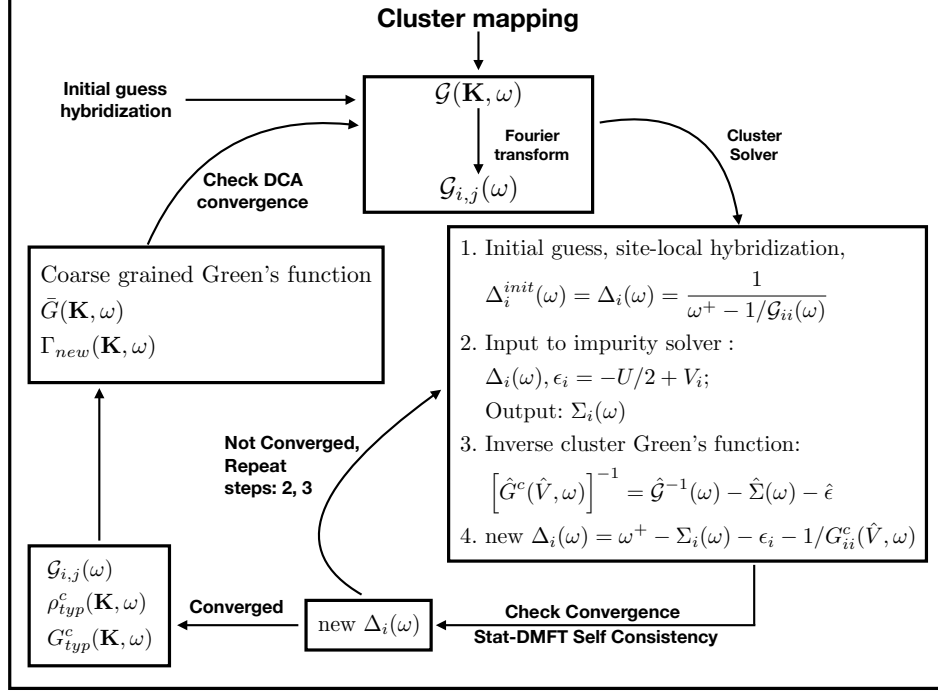 Cluster mapping
Initial guess
hybridization
𝒢(𝐊, ω)
Fourier
transform
𝒢_{i,j}(ω)
Cluster
Solver
Check DCA
convergence
Coarse grained Green's function
Ḡ(𝐊, ω)
Γ_{new}(𝐊, ω)
1. Initial guess, site-local hybridization,
Δ_i^{init}(ω) = Δ_i(ω) = \frac{1}{ω^+ − 1/𝒢_{ii}(ω)}
2. Input to impurity solver :
Δ_i(ω), ϵ_i = −U/2 + V_i;
Output: Σ_i(ω)
3. Inverse cluster Green's function:
[Ĝ^c(V̂, ω)]^{−1} = 𝒢̂^{−1}(ω) − Σ̂(ω) − ϵ̂
4. new Δ_i(ω) = ω^+ − Σ_i(ω) − ϵ_i − 1/G^c_{ii}(V̂, ω)
Not Converged,
Repeat
steps: 2, 3
𝒢_{i,j}(ω)
ρ^c_{typ}(𝐊, ω)
G^c_{typ}(𝐊, ω)
Converged
new Δ_i(ω)
Check Convergence
Stat-DMFT Self Consistency